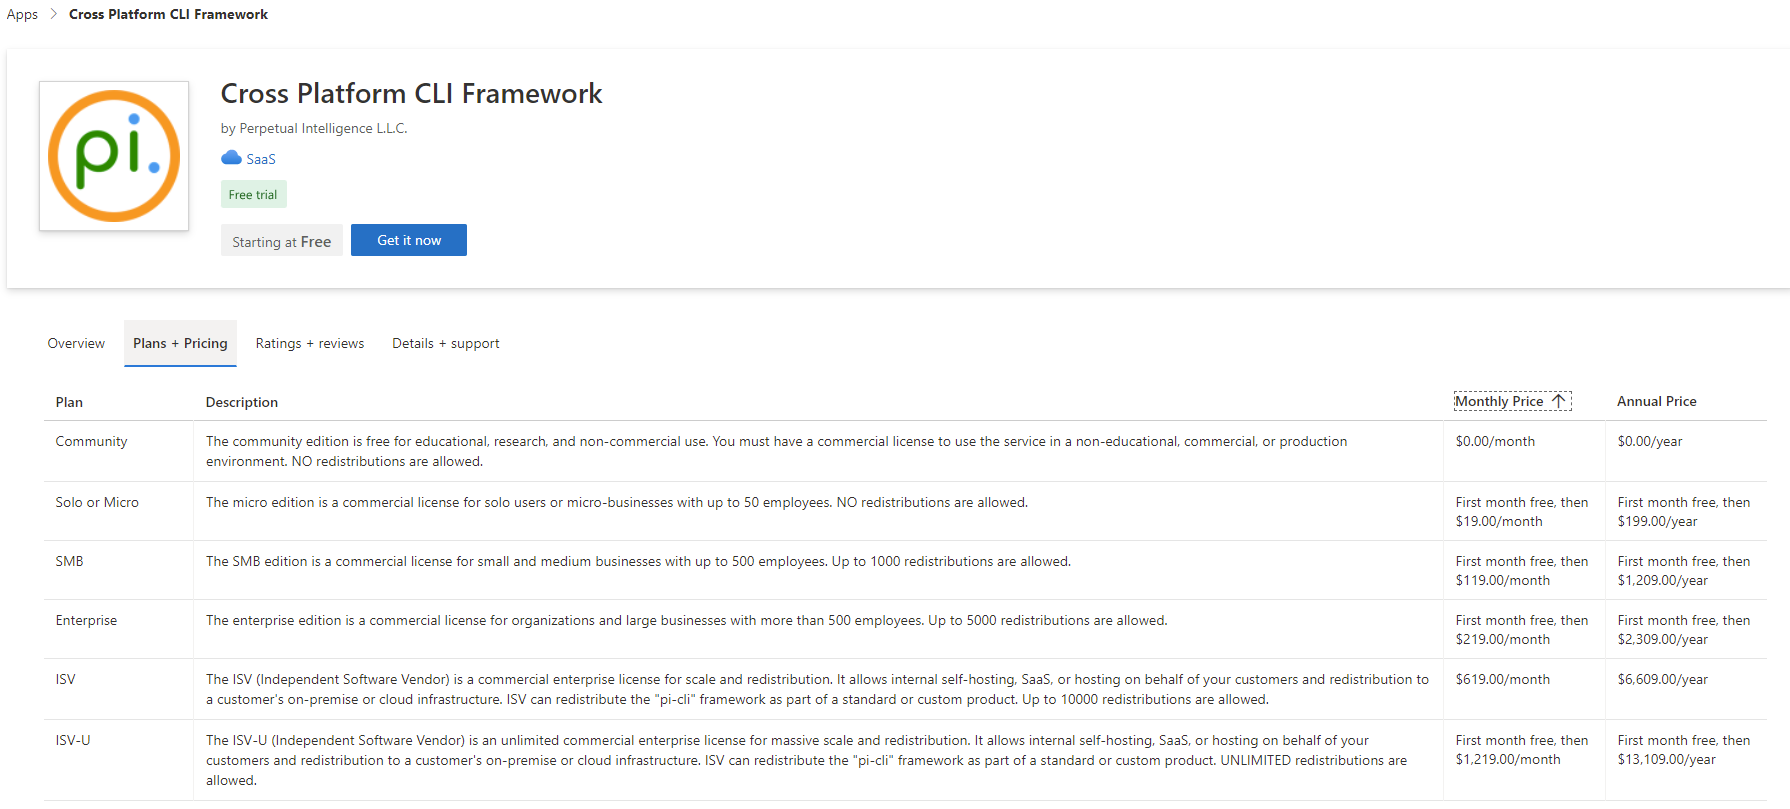 Apps > Cross Platform CLI Framework
pi.
Cross Platform CLI Framework
by Perpetual Intelligence L.L.C.
SaaS
Free trial
Starting at Free
Get it now
Overview
Plans + Pricing
Ratings + reviews
Details + support
Plan
Description
Monthly Price ↑
Annual Price
Community
The community edition is free for educational, research, and non-commercial use. You must have a commercial license to use the service in a non-educational, commercial, or production
environment. NO redistributions are allowed.
$0.00/month
$0.00/year
Solo or Micro
The micro edition is a commercial license for solo users or micro-businesses with up to 50 employees. NO redistributions are allowed.
First month free, then
$19.00/month
First month free, then
$199.00/year
SMB
The SMB edition is a commercial license for small and medium businesses with up to 500 employees. Up to 1000 redistributions are allowed.
First month free, then
$119.00/month
First month free, then
$1,209.00/year
Enterprise
The enterprise edition is a commercial license for organizations and large businesses with more than 500 employees. Up to 5000 redistributions are allowed.
First month free, then
$219.00/month
First month free, then
$2,309.00/year
ISV
The ISV (Independent Software Vendor) is a commercial enterprise license for scale and redistribution. It allows internal self-hosting, SaaS, or hosting on behalf of your customers and redistribution to
a customer's on-premise or cloud infrastructure. ISV can redistribute the "pi-cli" framework as part of a standard or custom product. Up to 10000 redistributions are allowed.
$619.00/month
$6,609.00/year
ISV-U
The ISV-U (Independent Software Vendor) is an unlimited commercial enterprise license for massive scale and redistribution. It allows internal self-hosting, SaaS, or hosting on behalf of your
customers and redistribution to a customer's on-premise or cloud infrastructure. ISV can redistribute the "pi-cli" framework as part of a standard or custom product. UNLIMITED redistributions are
allowed.
First month free, then
$1,219.00/month
First month free, then
$13,109.00/year